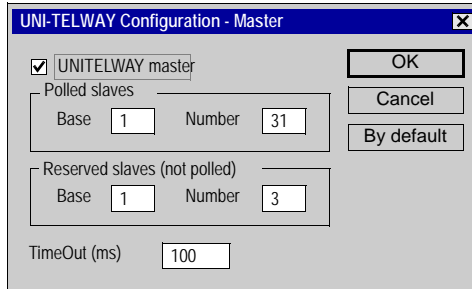 UNI-TELWAY Configuration - Master
UNITELWAY master
OK
Polled slaves
Cancel
Base 1 Number 31
By default
Reserved slaves (not polled)
Base 1 Number 3
TimeOut (ms) 100